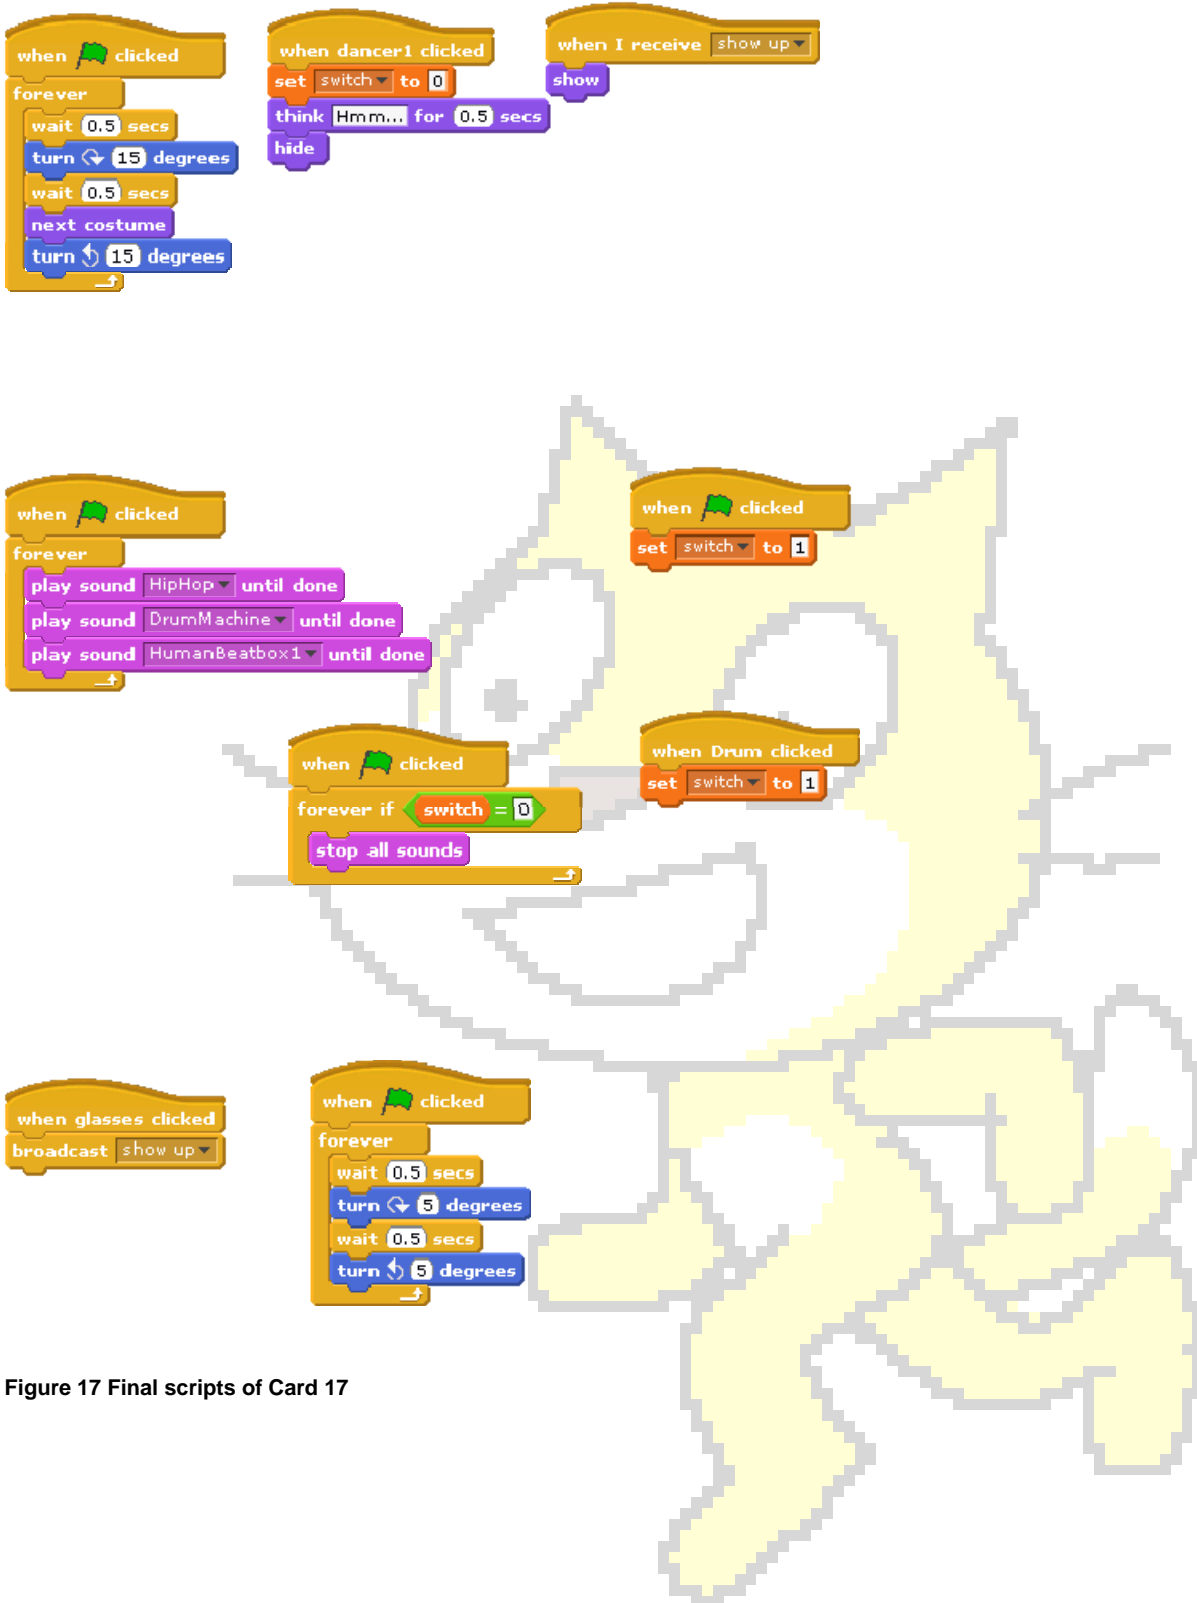 when clicked
forever
wait 0.5 secs
turn 15 degrees
wait 0.5 secs
next costume
turn 15 degrees
when dancer1 clicked
set switch to 0
think Hmm... for 0.5 secs
hide
when I receive show up
show
when clicked
forever
play sound HipHop until done
play sound DrumMachine until done
play sound HumanBeatbox1 until done
when clicked
set switch to 1
when clicked
forever if switch = 0
stop all sounds
when Drum clicked
set switch to 1
when glasses clicked
broadcast show up
when clicked
forever
wait 0.5 secs
turn 5 degrees
wait 0.5 secs
turn 5 degrees
Figure 17 Final scripts of Card 17